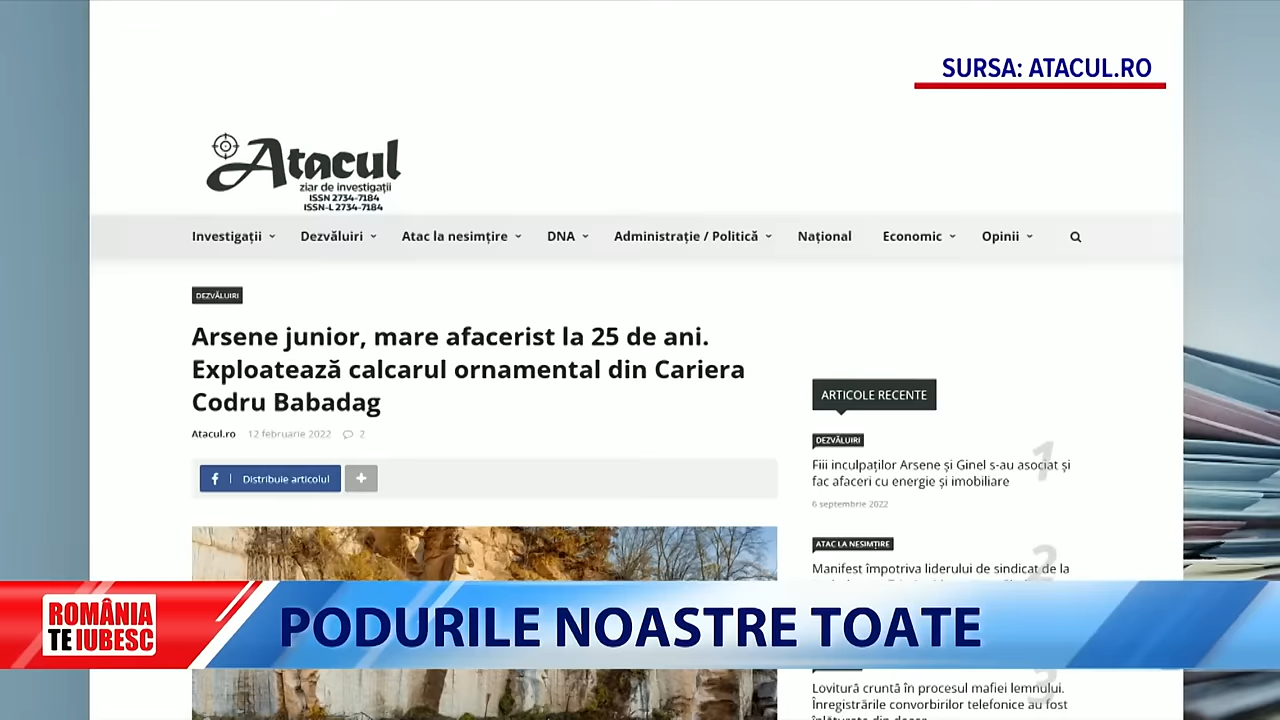 SURSA: ATACUL.RO
Atacul
ziar de investigații
ISSN 2734-7184
ISSN-L 2734-7184
Investigații
Dezvăluiri
Atac la nesimțire
DNA
Administrație / Politică
Național
Economic
Opinii
DEZVĂLUIRI
Arsene junior, mare afacerist la 25 de ani.
Exploatează calcarul ornamental din Cariera
Codru Babadag
Atacul.ro 12 februarie 2022 2
f | Distribuie articolul +
ARTICOLE RECENTE
DEZVĂLUIRI
1
Fiii inculpaților Arsene și Ginel s-au asociat și
fac afaceri cu energie și imobiliare
6 septembrie 2022
ATAC LA NESIMȚIRE
2
Manifest împotriva liderului de sindicat de la
ROMÂNIA
TE IUBESC
PODURILE NOASTRE TOATE
3
Lovitură cruntă în procesul mafiei lemnului.
Înregistrările convorbirilor telefonice au fost